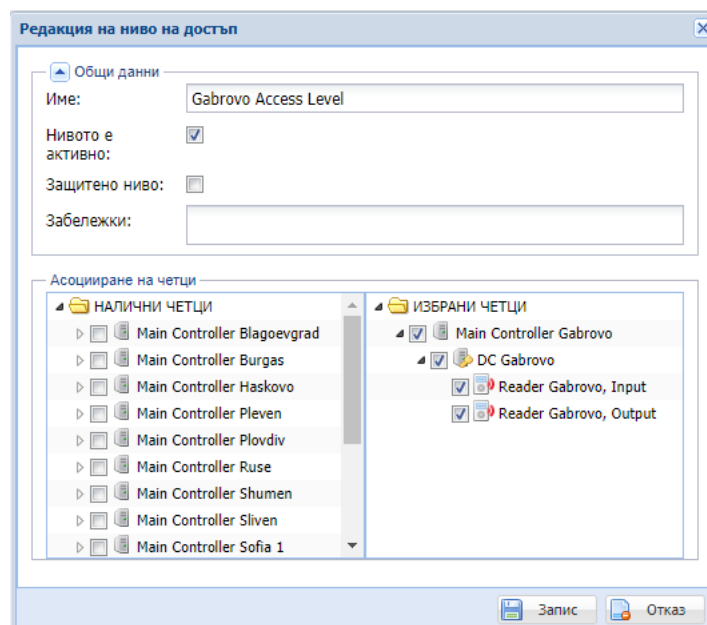 Редакция на ниво на достъп
Общи данни
Име:
Gabrovo Access Level
Нивото е
активно:
Защитено ниво:
Забележки:
Асоцииране на четци
НАЛИЧНИ ЧЕТЦИ
Main Controller Blagoevgrad
Main Controller Burgas
Main Controller Haskovo
Main Controller Pleven
Main Controller Plovdiv
Main Controller Ruse
Main Controller Shumen
Main Controller Sliven
Main Controller Sofia 1
ИЗБРАНИ ЧЕТЦИ
Main Controller Gabrovo
DC Gabrovo
Reader Gabrovo, Input
Reader Gabrovo, Output
Запис
Отказ